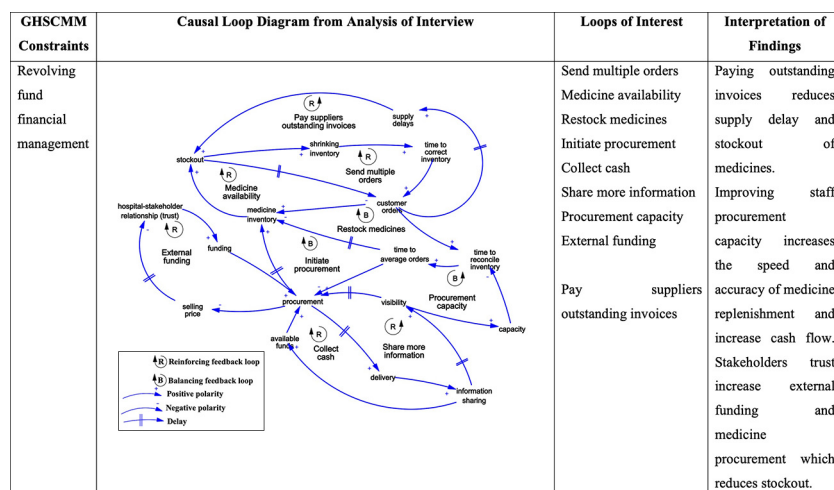 GHSCMM Constraints
Causal Loop Diagram from Analysis of Interview
Loops of Interest
Interpretation of Findings
Revolving
fund
financial
management
Pay suppliers
outstanding invoices
supply
delays
shrinking
inventory
time to
correct inventory
stockout
Send multiple
orders
Medicine
availability
customer
orders
medicine
inventory
Restock medicines
hospital-stakeholder
relationship (trust)
External
funding
funding
Initiate
procurement
time to
average orders
time to
reconcile
inventory
Procurement
capacity
selling
price
procurement
visibility
capacity
available
funds
Collect
cash
Share more
information
delivery
information
sharing
R Reinforcing feedback loop
B Balancing feedback loop
Positive polarity
Negative polarity
Delay
Send multiple orders
Medicine availability
Restock medicines
Initiate procurement
Collect cash
Share more information
Procurement capacity
External funding
Pay suppliers
outstanding invoices
Paying outstanding
invoices reduces
supply delay and
stockout of
medicines.
Improving staff
procurement
capacity increases
the speed and
accuracy of medicine
replenishment and
increase cash flow.
Stakeholders trust
increase external
funding and
medicine
procurement which
reduces stockout.